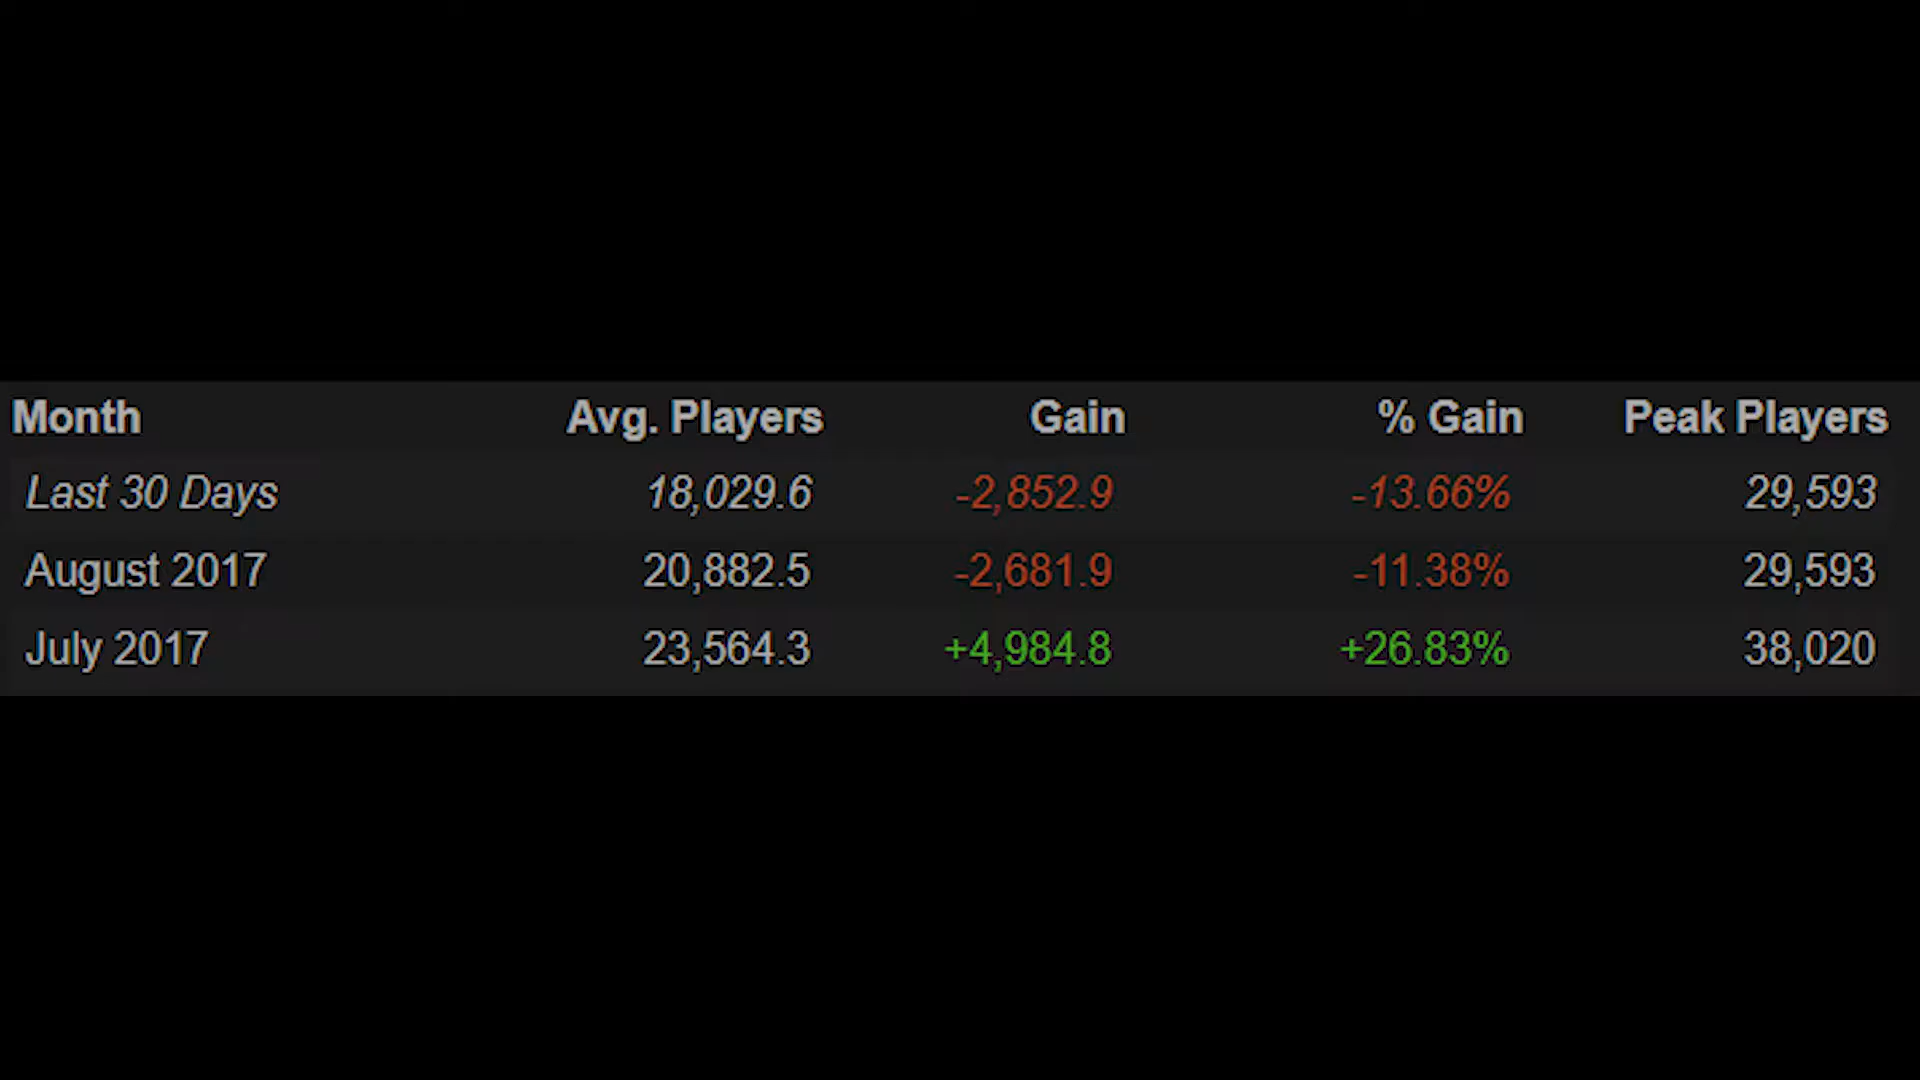 Month Avg. Players Gain % Gain Peak Players
Last 30 Days 18,029.6 -2,852.9 -13.66% 29,593
August 2017 20,882.5 -2,681.9 -11.38% 29,593
July 2017 23,564.3 +4,984.8 +26.83% 38,020